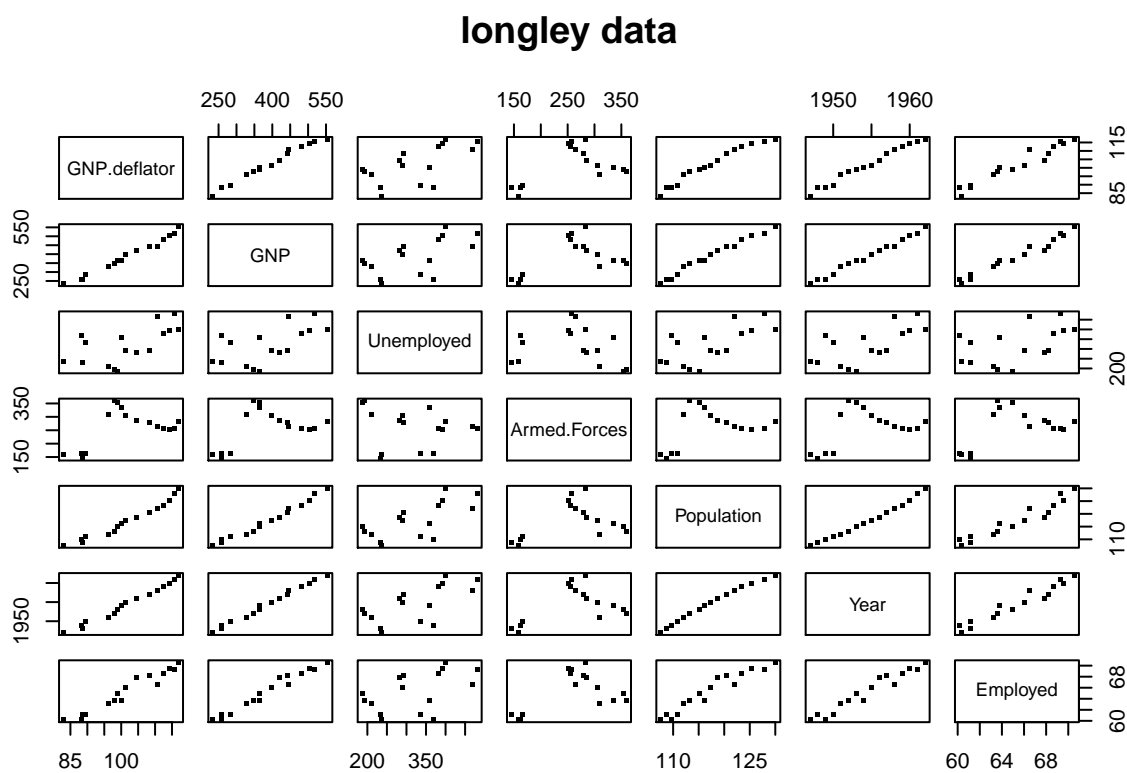 longley data
250 400 550 150 250 350 1950 1960
GNP.deflator
85 115
GNP
250 550
Unemployed
200
Armed.Forces
150 350
Population
110
Year
1950
Employed
60 68
85 100 200 350 110 125 60 64 68